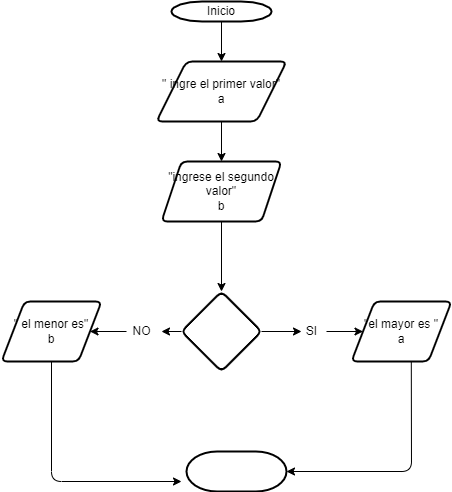 Inicio
" ingre el primer valor"
a
"ingrese el segundo
valor"
b
" el menor es"
b
NO
SI
"el mayor es "
a